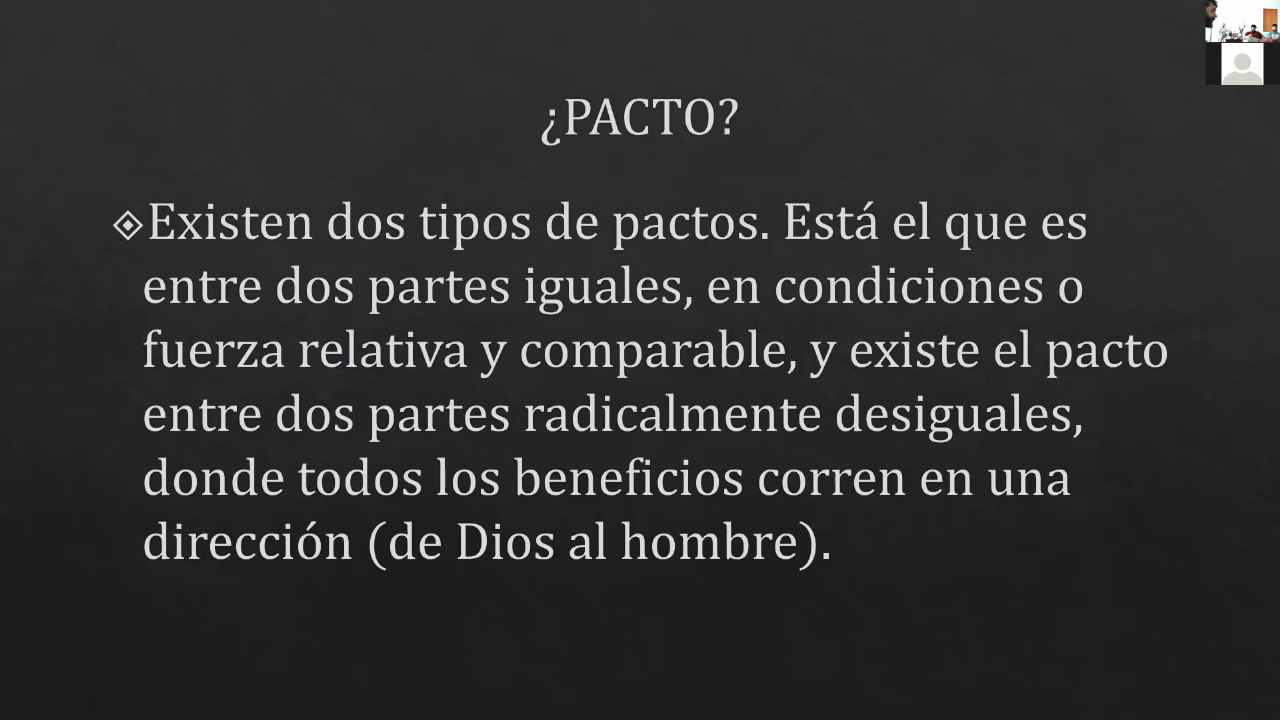 ¿PACTO?
Existen dos tipos de pactos. Está el que es
entre dos partes iguales, en condiciones o
fuerza relativa y comparable, y existe el pacto
entre dos partes radicalmente desiguales,
donde todos los beneficios corren en una
dirección (de Dios al hombre).